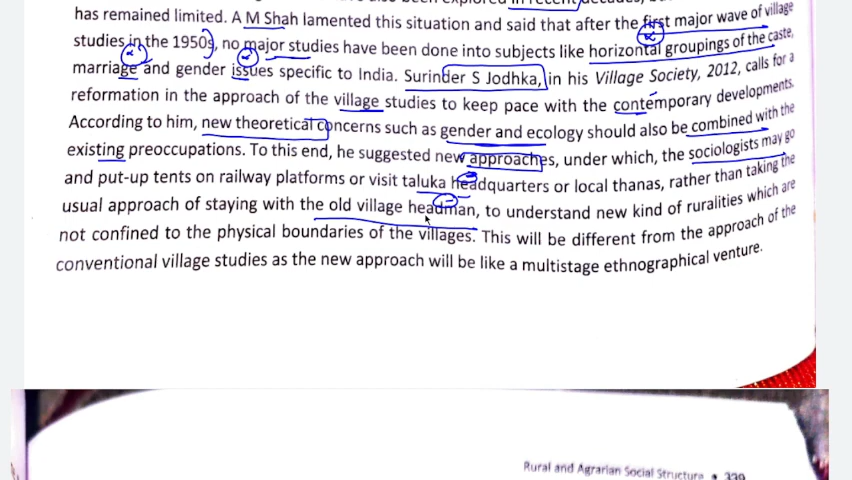 in recent decades,
has remained limited. A M Shah lamented this situation and said that after the first major wave of village
studies in the 1950s, no major studies have been done into subjects like horizontal groupings of the caste,
marriage and gender issues specific to India. Surinder S Jodhka, in his Village Society, 2012, calls for a
reformation in the approach of the village studies to keep pace with the contemporary developments.
According to him, new theoretical concerns such as gender and ecology should also be combined with the
existing preoccupations. To this end, he suggested new approaches, under which, the sociologists may go
and put-up tents on railway platforms or visit taluka headquarters or local thanas, rather than taking the
usual approach of staying with the old village headman, to understand new kind of ruralities which are
not confined to the physical boundaries of the villages. This will be different from the approach of the
conventional village studies as the new approach will be like a multistage ethnographical venture.
Rural and Agrarian Social Structure • 339